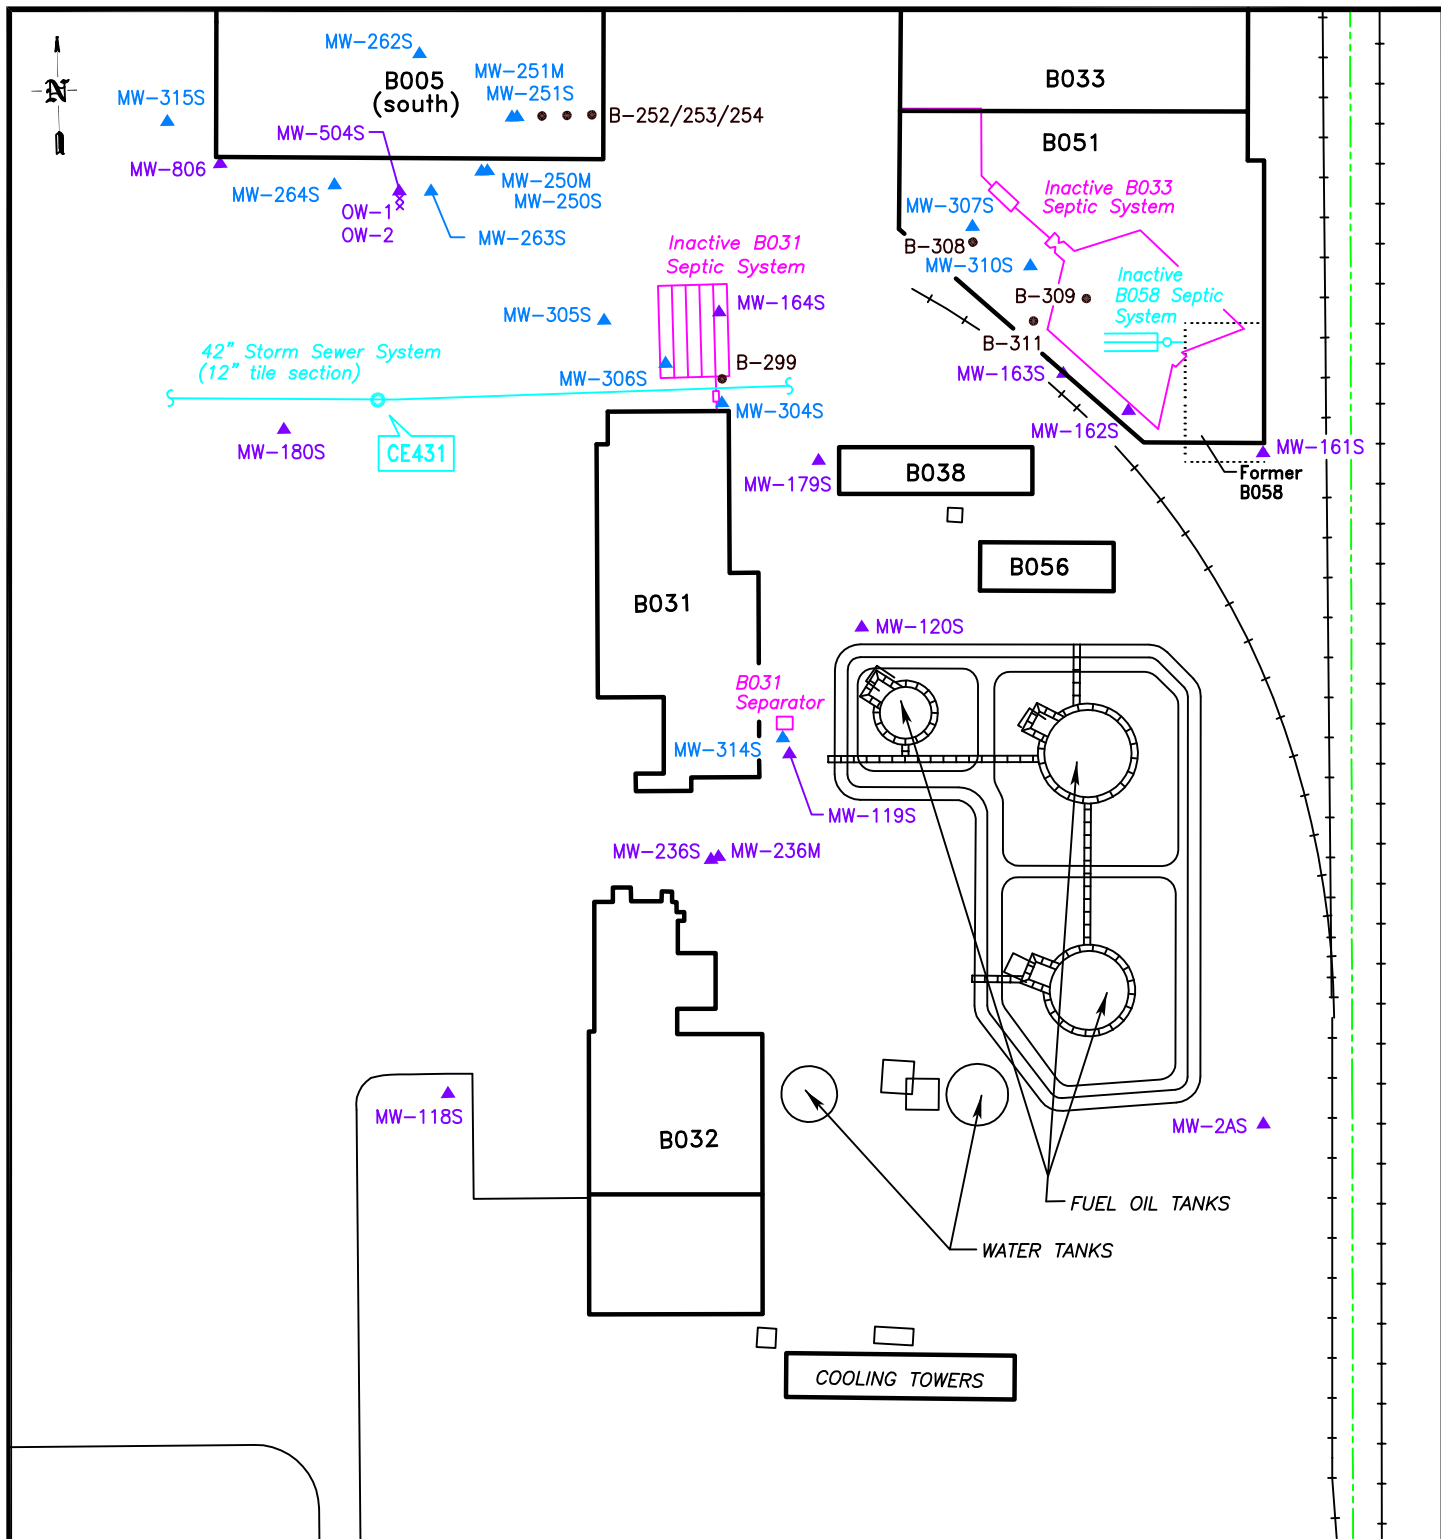 MW-262S
B005
(south)
MW-251M
MW-251S
B-252/253/254
MW-315S
N
MW-504S
MW-806
MW-264S
OW-1
OW-2
MW-250M
MW-250S
MW-263S
B033
B051
Inactive B033
Septic System
MW-307S
B-308
MW-310S
B-309
B-311
Inactive
B058 Septic
System
MW-163S
MW-162S
MW-161S
Former
B058
Inactive B031
Septic System
MW-164S
MW-305S
B-299
MW-306S
MW-304S
42" Storm Sewer System
(12" tile section)
MW-180S
CE431
MW-179S
B038
B056
B031
MW-120S
B031
Separator
MW-314S
MW-119S
MW-236S
MW-236M
MW-118S
B032
MW-2AS
FUEL OIL TANKS
WATER TANKS
COOLING TOWERS